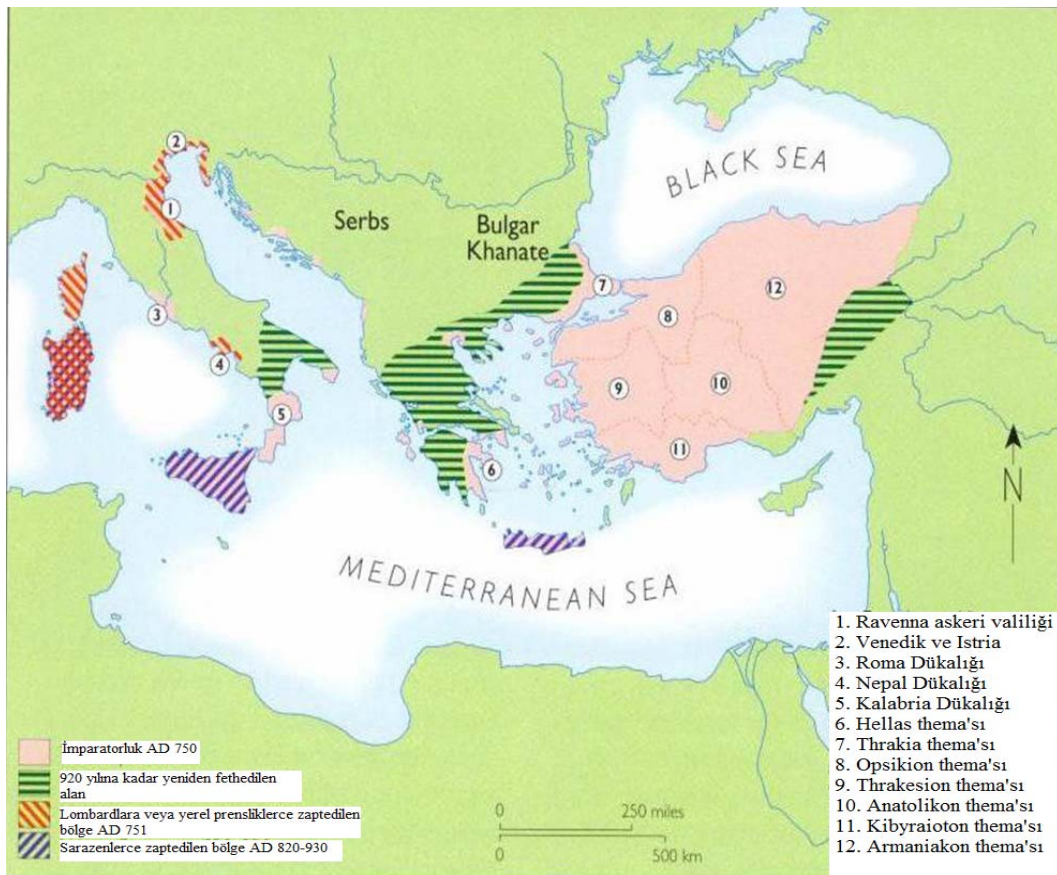 BLACK SEA
2
1
Serbs
Bulgar
Khanate
3
4
5
6
7
8
9
10
11
12
N
MEDITERRANEAN SEA
1. Ravenna askeri valiliği
2. Venedik ve Istria
3. Roma Dükalığı
4. Nepal Dükalığı
5. Kalabria Dükalığı
6. Hellas thema'sı
7. Thrakia thema'sı
8. Opsikion thema'sı
9. Thrakesion thema'sı
10. Anatolikon thema'sı
11. Kibyraioton thema'sı
12. Armaniakon thema'sı
İmparatorluk AD 750
920 yılına kadar yeniden fethedilen
alan
Lombardlara veya yerel prensliklerce zaptedilen
bölge AD 751
Sarazenlerce zaptedilen bölge AD 820-930
0 250 miles
0 500 km